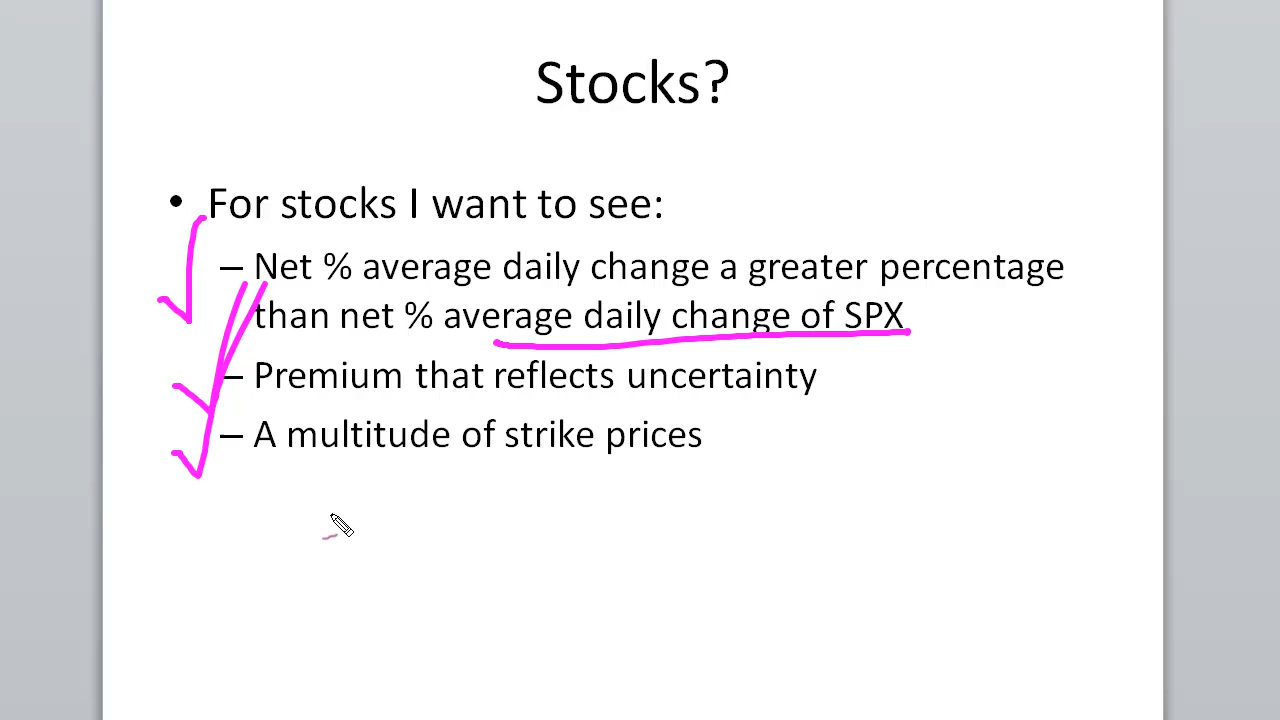 Stocks?
• For stocks I want to see:
– Net % average daily change a greater percentage
than net % average daily change of SPX
– Premium that reflects uncertainty
– A multitude of strike prices